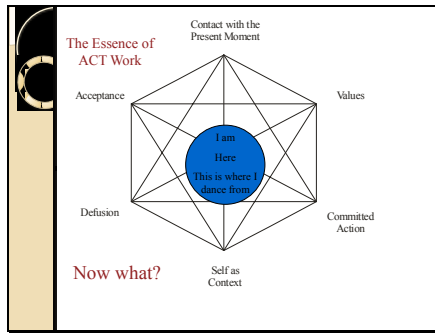 Contact with the
Present Moment
The Essence of
ACT Work
Acceptance
Values
I am
Here
This is where I
dance from
Defusion
Committed
Action
Now what?
Self as
Context